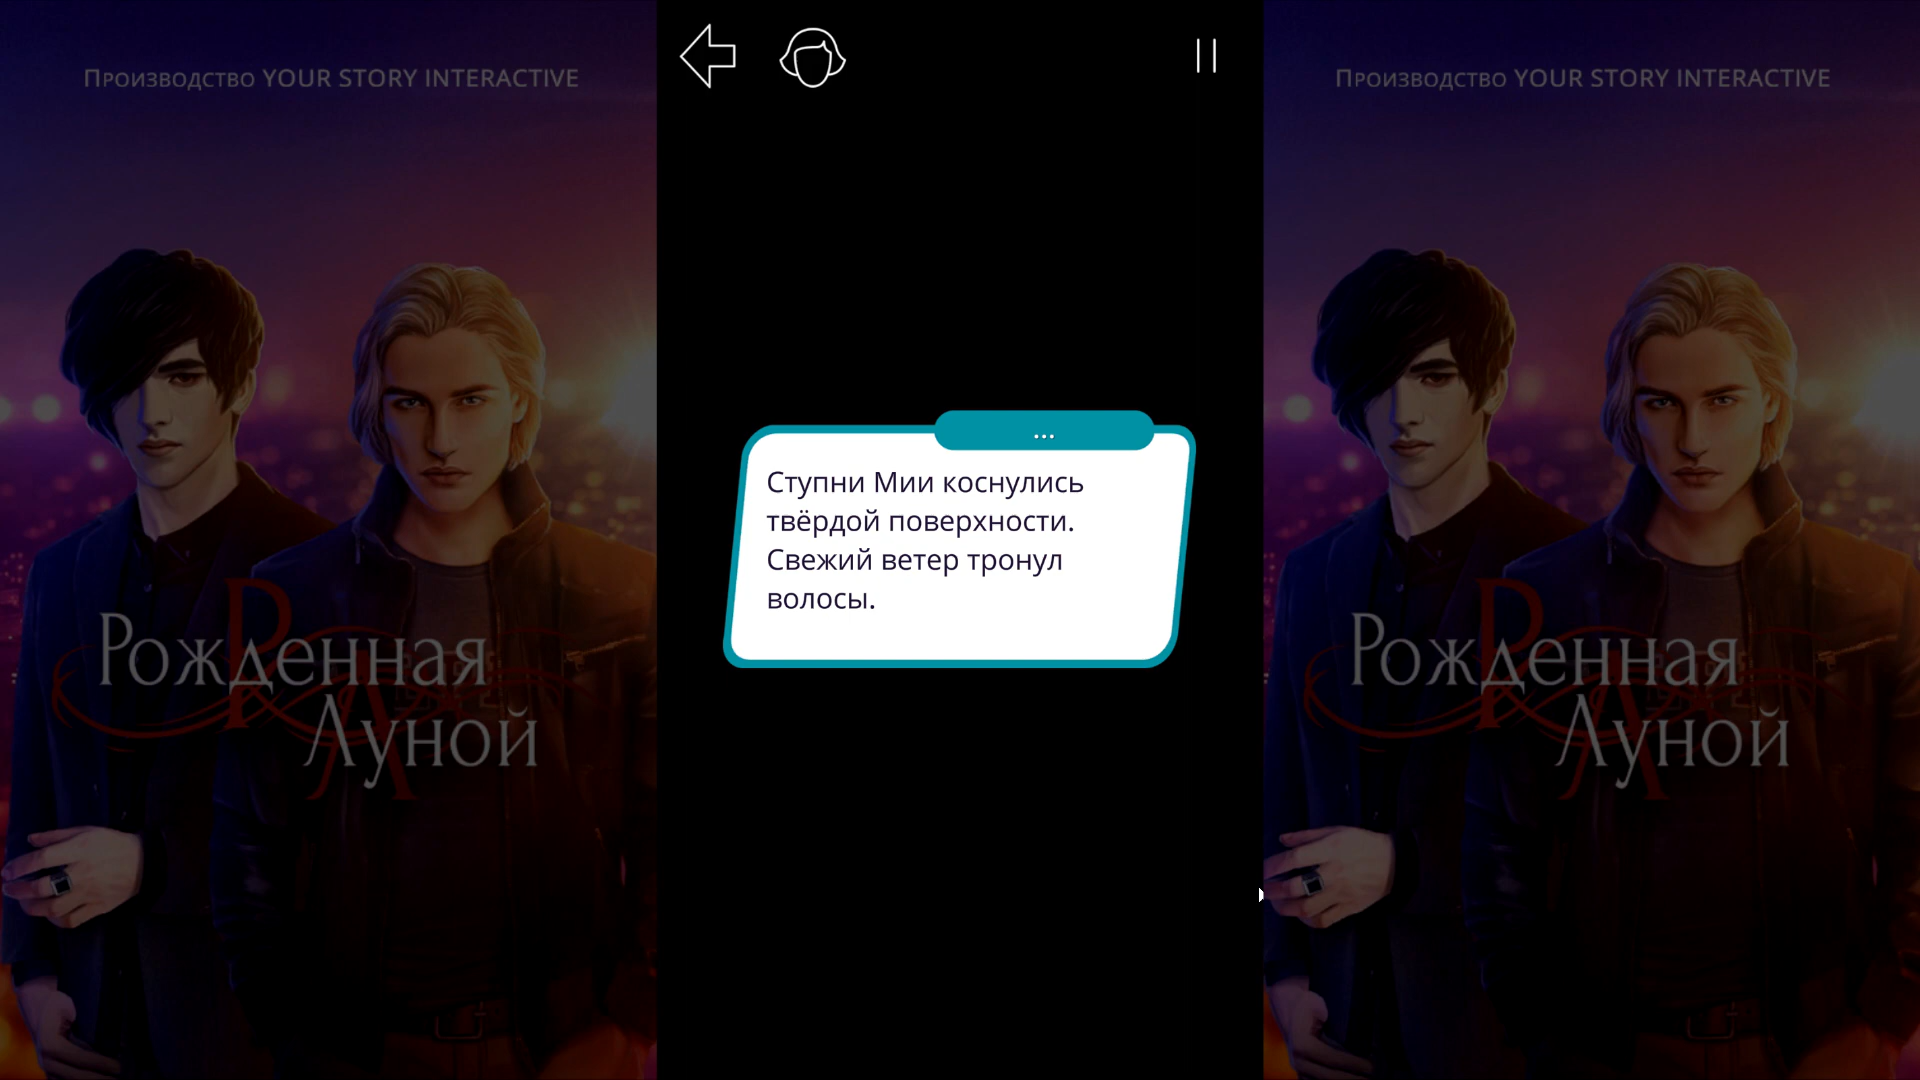 Производство YOUR STORY INTERACTIVE
Рожденная
Луной
...
Ступни Мии коснулись
твёрдой поверхности.
Свежий ветер тронул
волосы.
Производство YOUR STORY INTERACTIVE
Рожденная
Луной